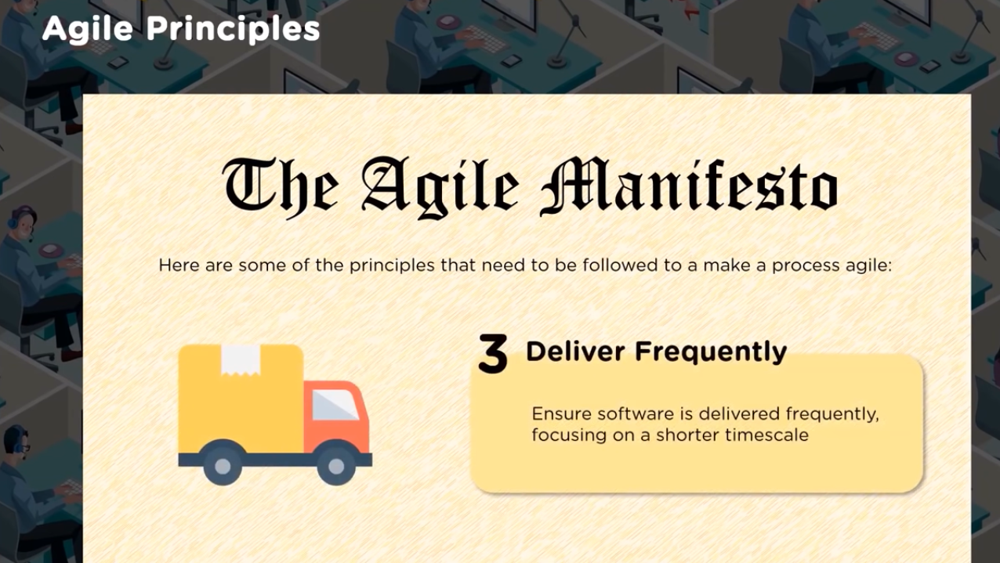 Agile Principles
The Agile Manifesto
Here are some of the principles that need to be followed to a make a process agile:
3 Deliver Frequently
Ensure software is delivered frequently,
focusing on a shorter timescale